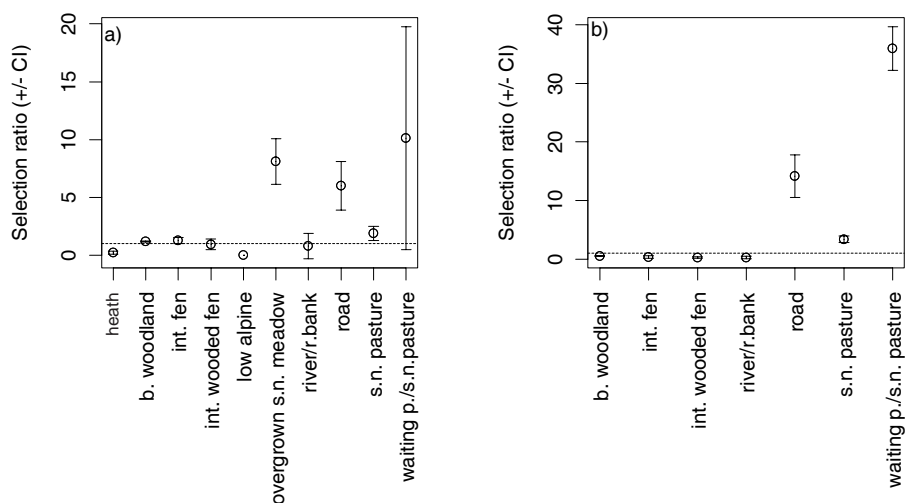 a)
Selection ratio (+/- CI)
20
15
10
5
0
heath
b. woodland
int. fen
int. wooded fen
low alpine
overgrown s.n. meadow
river/r.bank
road
s.n. pasture
waiting p./s.n.pasture
b)
Selection ratio (+/- CI)
40
30
20
10
0
b. woodland
int. fen
int. wooded fen
river/r.bank
road
s.n. pasture
waiting p./s.n. pasture